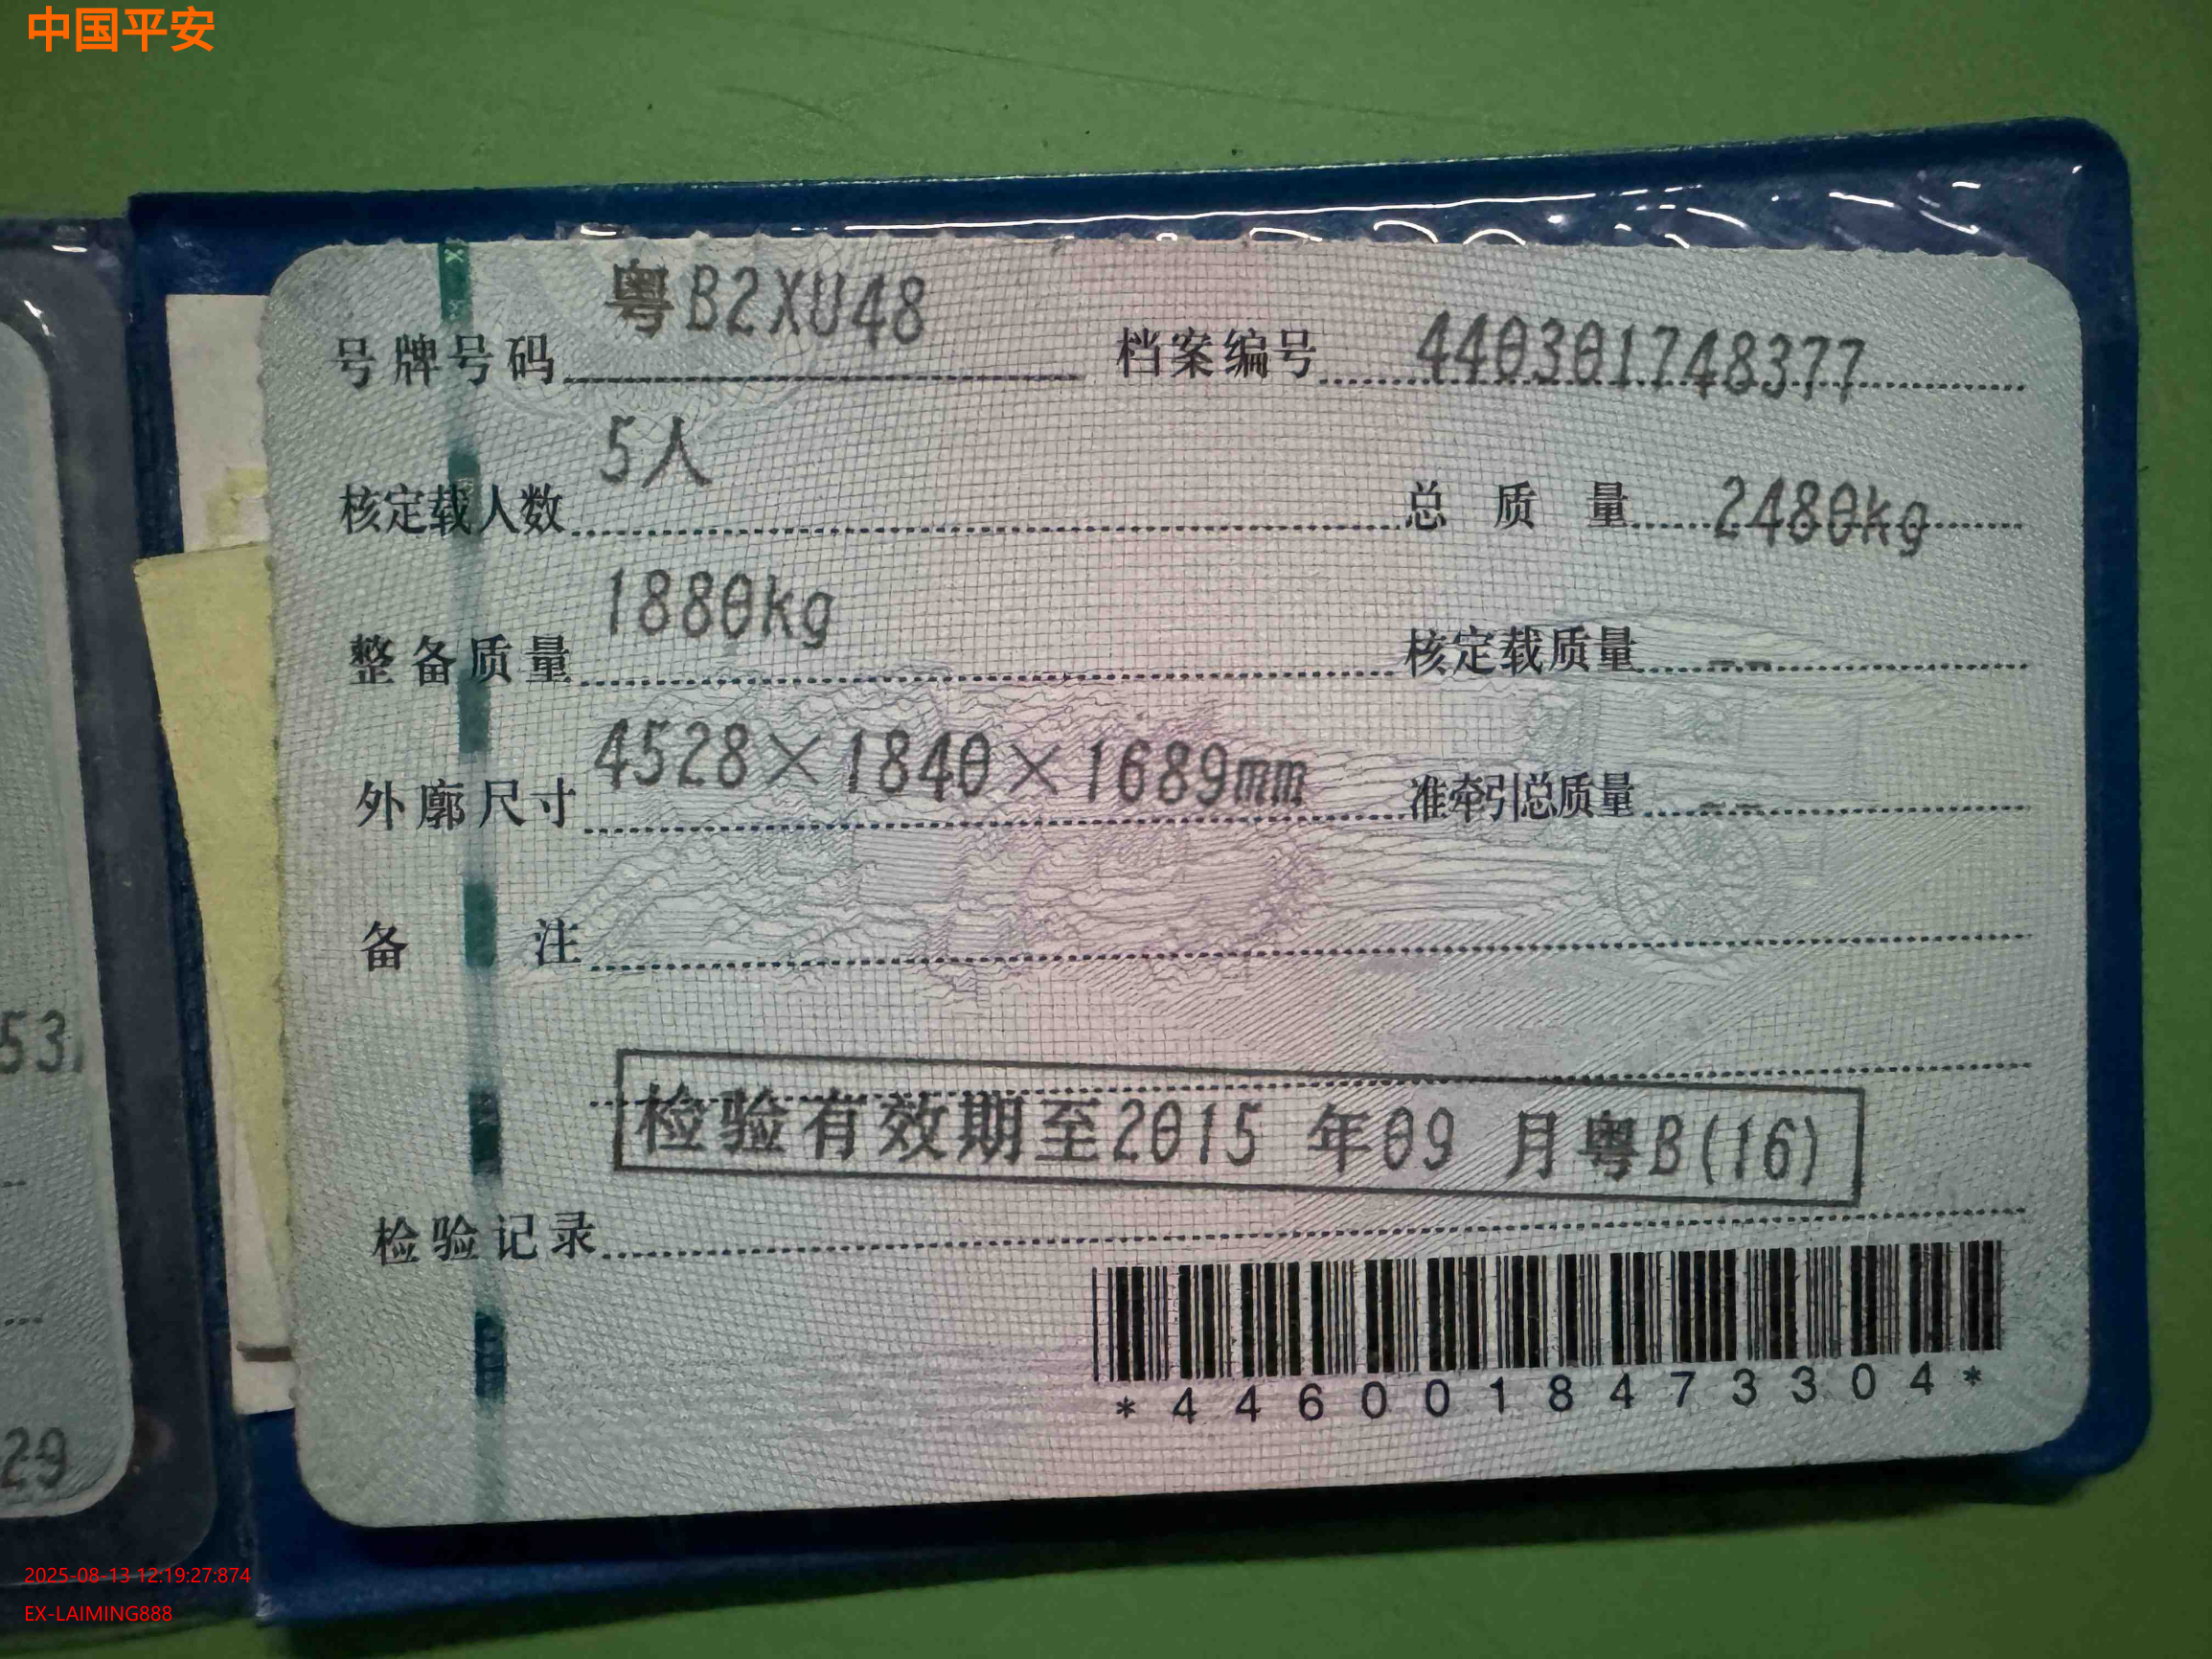 中国平安
号牌号码 粤B2XU48 档案编号 440301748377
核定载人数 5人 总质量 2480kg
整备质量 1880kg 核定载质量 --
外廓尺寸 4528×1840×1689mm 准牵引总质量 --
备注
检验有效期至2015 年09 月粤B(16)
检验记录
*4460018473304*
53
29
2025-08-13 12:19:27:874
EX-LAIMING888